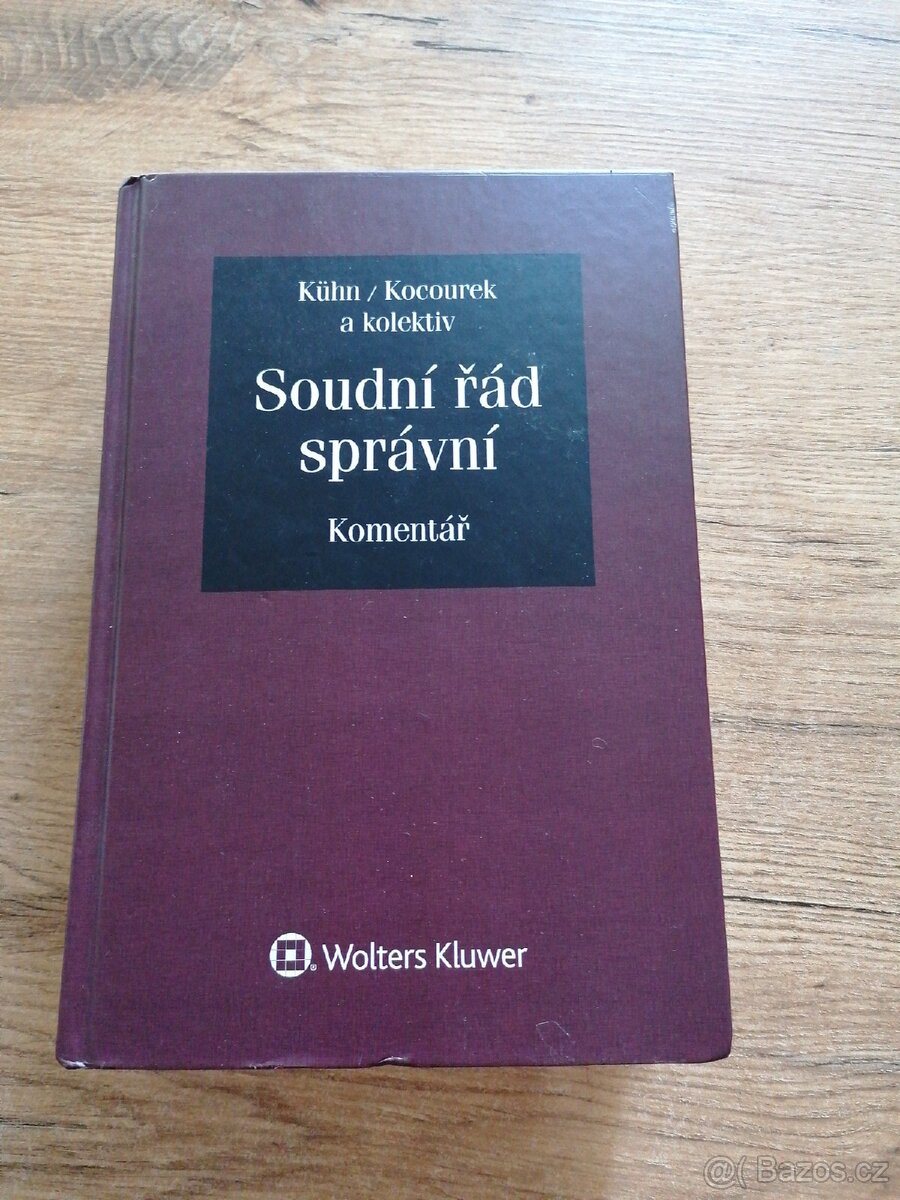 Kühn / Kocourek
a kolektiv
Soudní řád
správní
Komentář
Wolters Kluwer
@( Bazos.cz